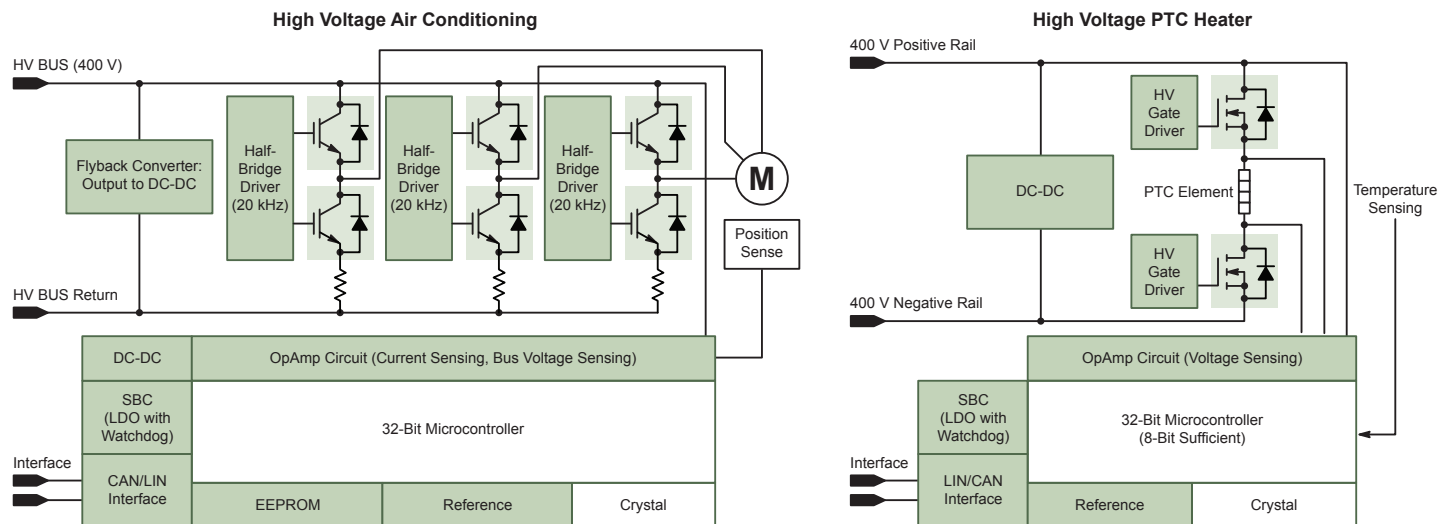 High Voltage Air Conditioning
HV BUS (400 V)
Flyback Converter:
Output to DC-DC
Half-
Bridge
Driver
(20 kHz)
Half-
Bridge
Driver
(20 kHz)
Half-
Bridge
Driver
(20 kHz)
M
Position
Sense
HV BUS Return
DC-DC
OpAmp Circuit (Current Sensing, Bus Voltage Sensing)
SBC
(LDO with
Watchdog)
32-Bit Microcontroller
Interface
CAN/LIN
Interface
EEPROM
Reference
Crystal
High Voltage PTC Heater
400 V Positive Rail
HV
Gate
Driver
DC-DC
PTC Element
Temperature
Sensing
HV
Gate
Driver
400 V Negative Rail
OpAmp Circuit (Voltage Sensing)
SBC
(LDO with
Watchdog)
32-Bit Microcontroller
(8-Bit Sufficient)
Interface
LIN/CAN
Interface
Reference
Crystal